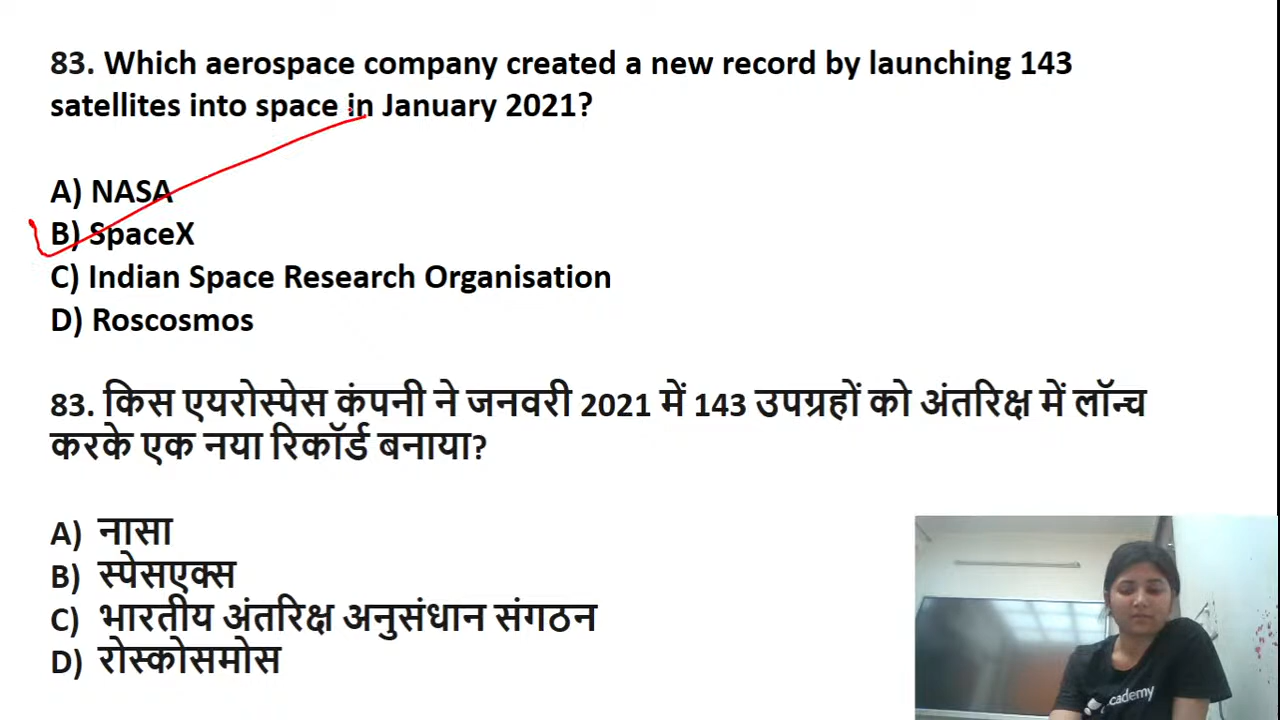 83. Which aerospace company created a new record by launching 143
satellites into space in January 2021?
A) NASA
B) SpaceX
C) Indian Space Research Organisation
D) Roscosmos
83. किस एयरोस्पेस कंपनी ने जनवरी 2021 में 143 उपग्रहों को अंतरिक्ष में लॉन्च
करके एक नया रिकॉर्ड बनाया?
A) नासा
B) स्पेसएक्स
C) भारतीय अंतरिक्ष अनुसंधान संगठन
D) रोस्कोसमोस